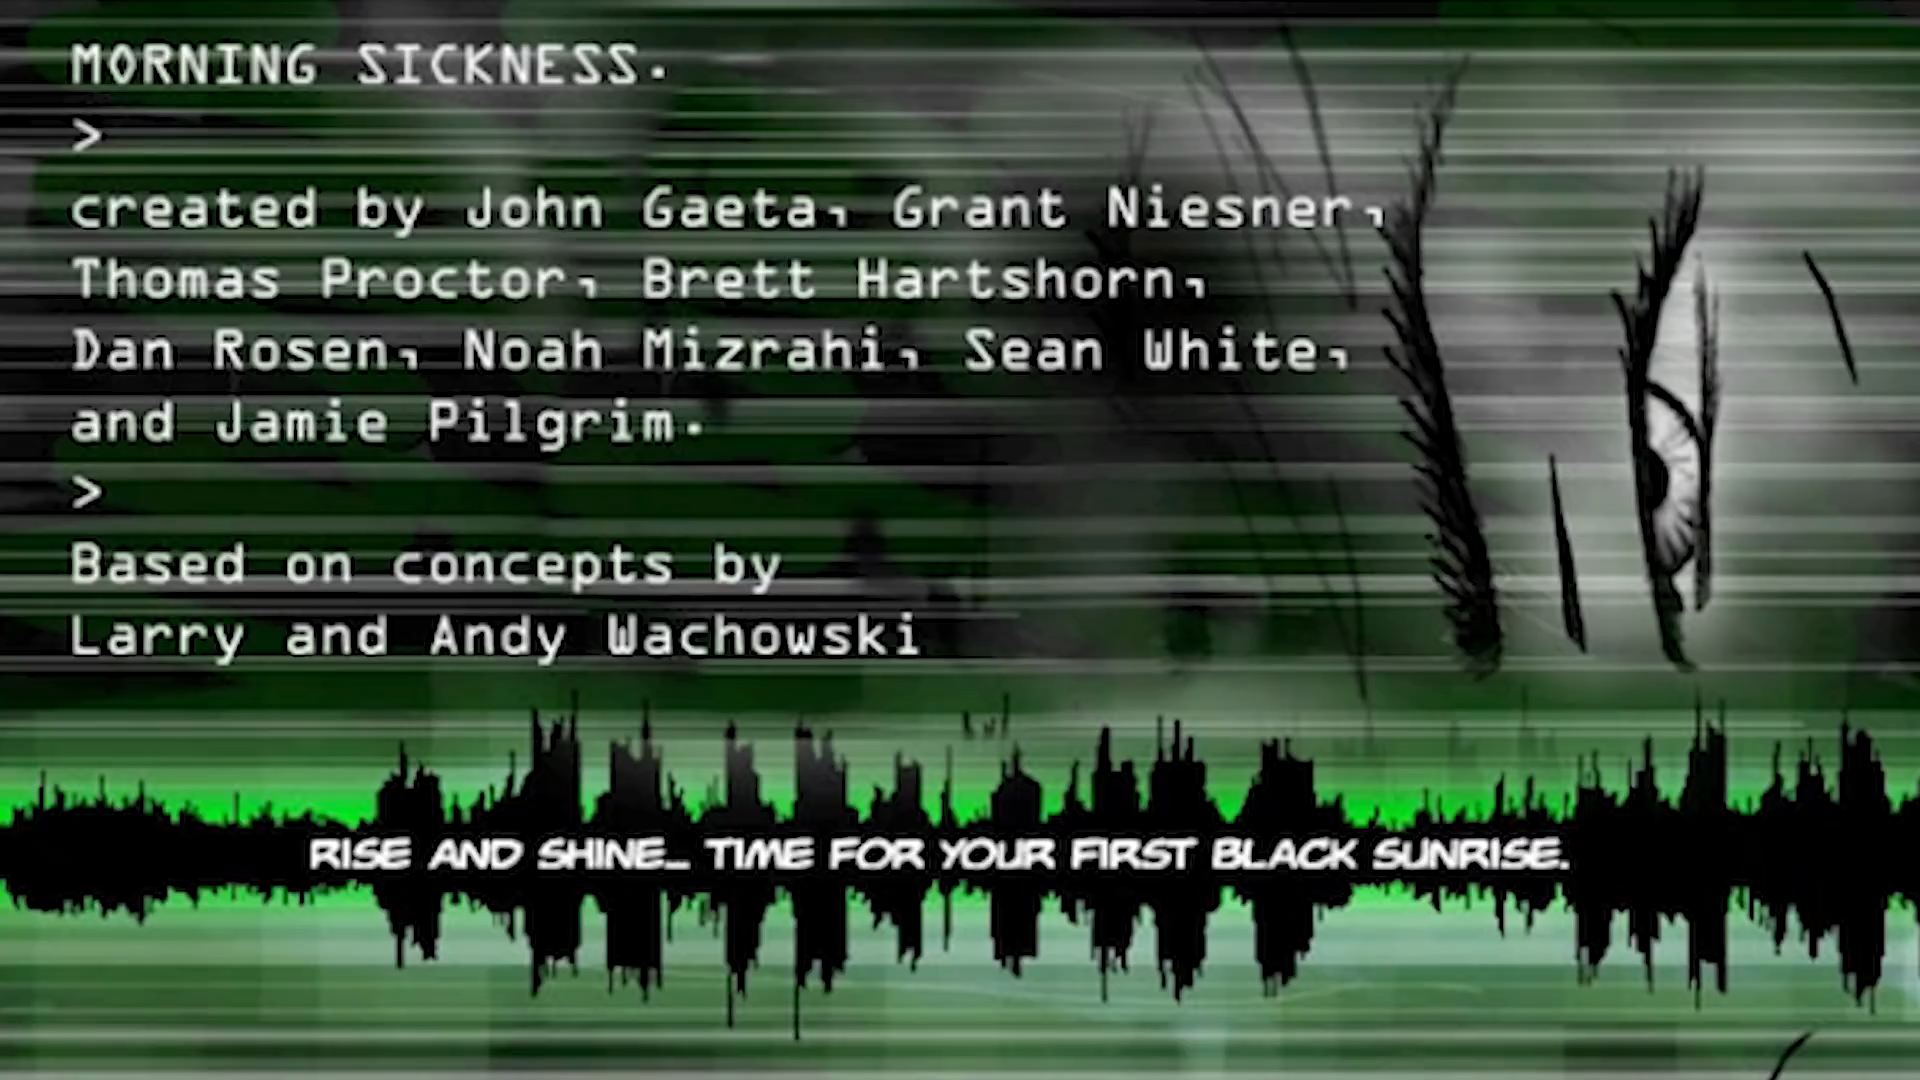 MORNING SICKNESS.
>
created by John Gaeta, Grant Niesner,
Thomas Proctor, Brett Hartshorn,
Dan Rosen, Noah Mizrahi, Sean White,
and Jamie Pilgrim.
>
Based on concepts by
Larry and Andy Wachowski
RISE AND SHINE... TIME FOR YOUR FIRST BLACK SUNRISE.